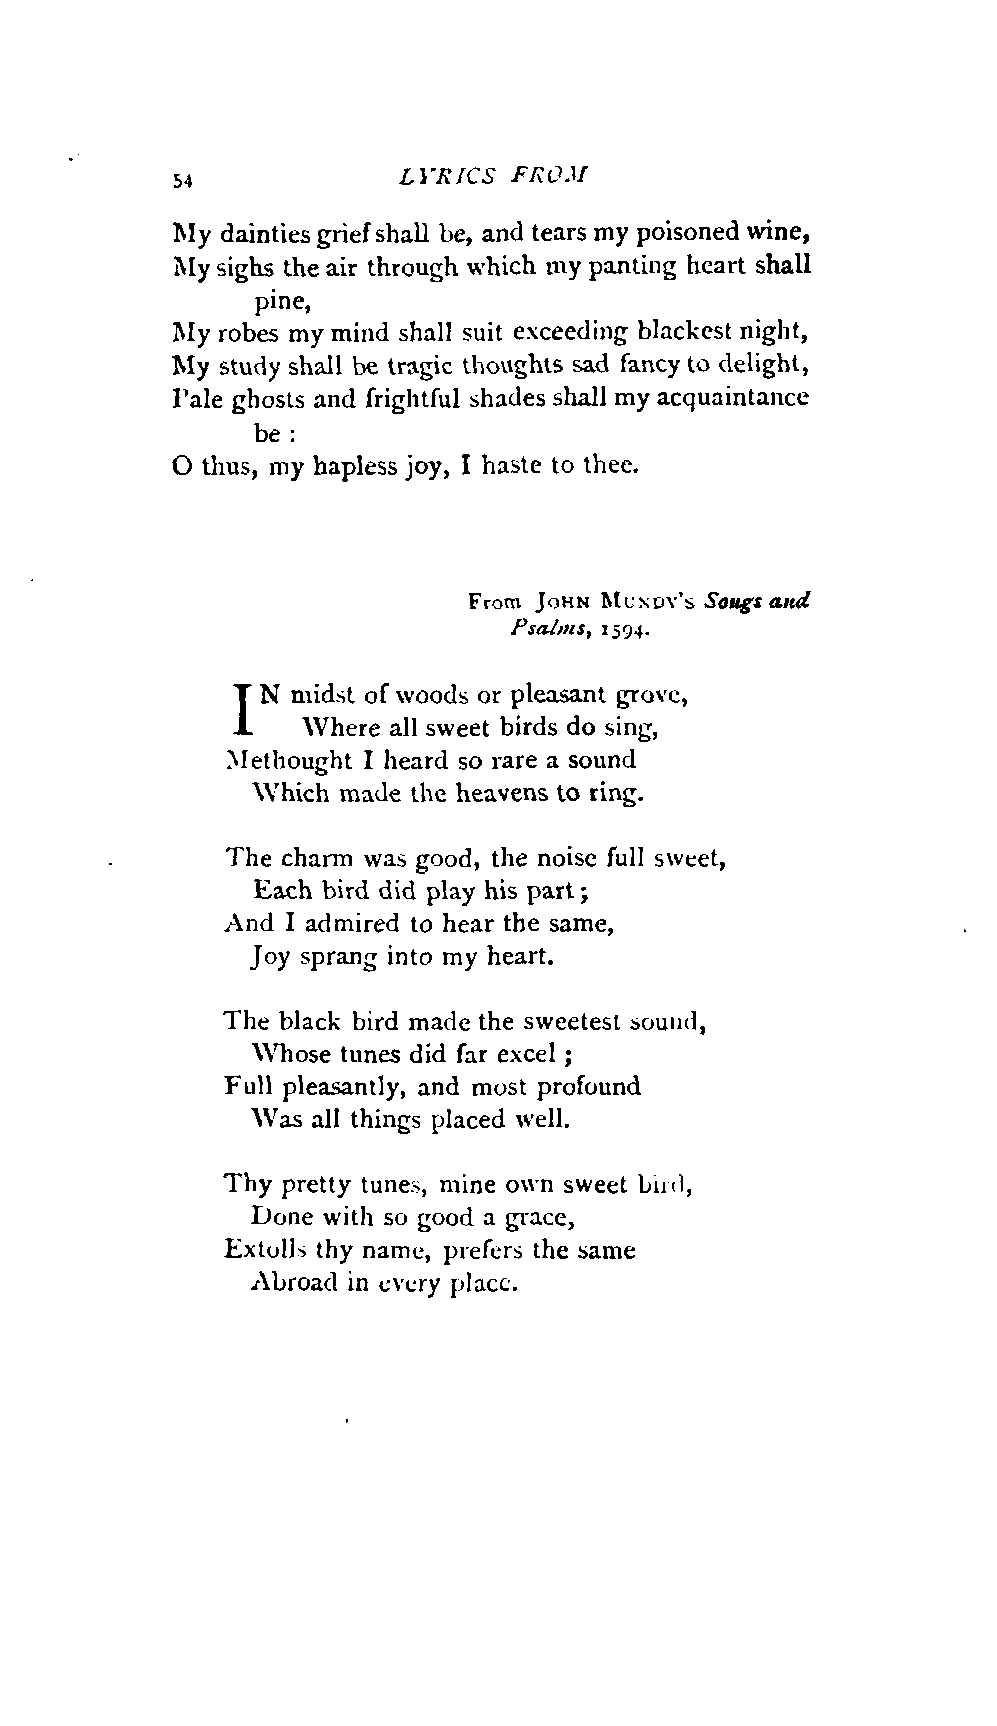 54 LYRICS FROM
My dainties grief shall be, and tears my poisoned wine,
My sighs the air through which my panting heart shall
pine,
My robes my mind shall suit exceeding blackest night,
My study shall be tragic thoughts sad fancy to delight,
Pale ghosts and frightful shades shall my acquaintance
be :
O thus, my hapless joy, I haste to thee.
From JOHN MUNDY's Songs and
Psalms, 1594.
IN midst of woods or pleasant grove,
Where all sweet birds do sing,
Methought I heard so rare a sound
Which made the heavens to ring.
The charm was good, the noise full sweet,
Each bird did play his part ;
And I admired to hear the same,
Joy sprang into my heart.
The black bird made the sweetest sound,
Whose tunes did far excel ;
Full pleasantly, and most profound
Was all things placed well.
Thy pretty tunes, mine own sweet bird,
Done with so good a grace,
Extolls thy name, prefers the same
Abroad in every place.